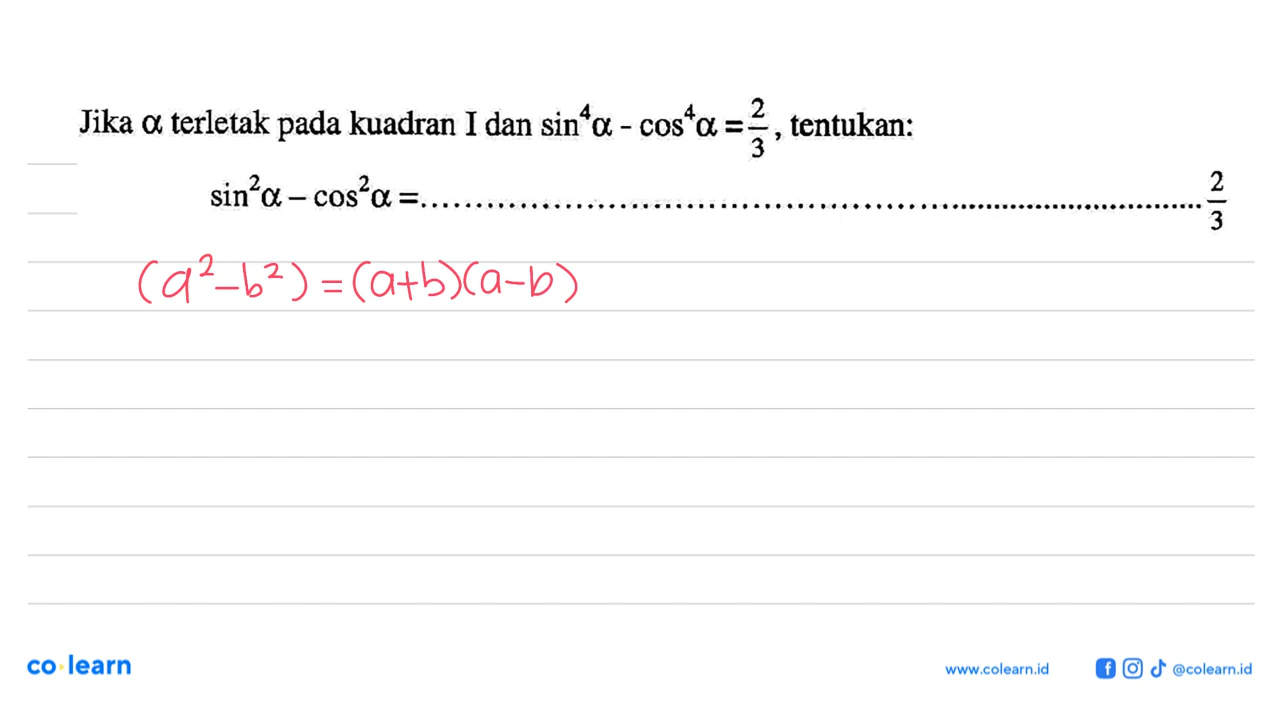 Jika α terletak pada kuadran I dan sin⁴α - cos⁴α = 2/3, tentukan:
sin²α – cos²α =.......................................................................... 2/3
(a²-b²) = (a+b)(a-b)
co learn
www.colearn.id @colearn.id